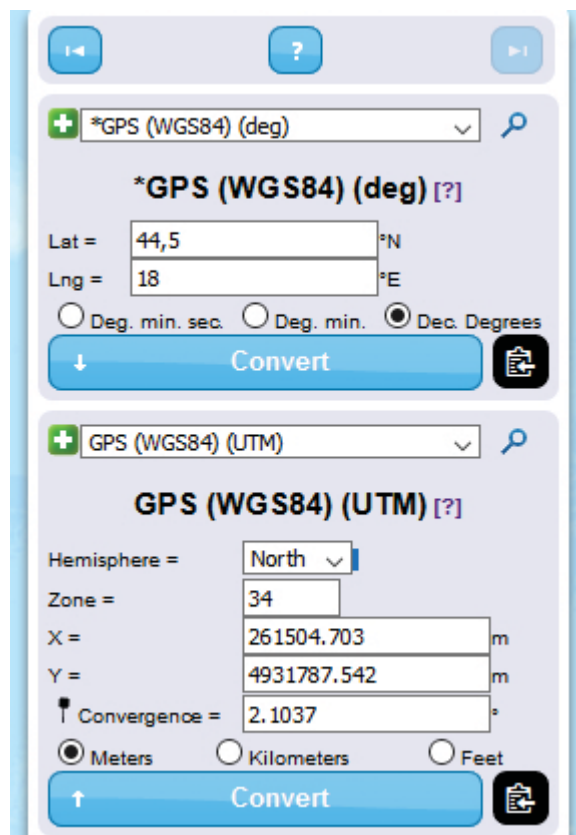 ?
*GPS (WGS84) (deg)
*GPS (WGS84) (deg) [?]
Lat = 44,5 °N
Lng = 18 °E
Deg. min. sec. Deg. min. Dec. Degrees
Convert
GPS (WGS84) (UTM)
GPS (WGS84) (UTM) [?]
Hemisphere = North
Zone = 34
X = 261504.703 m
Y = 4931787.542 m
Convergence = 2.1037 °
Meters Kilometers Feet
Convert